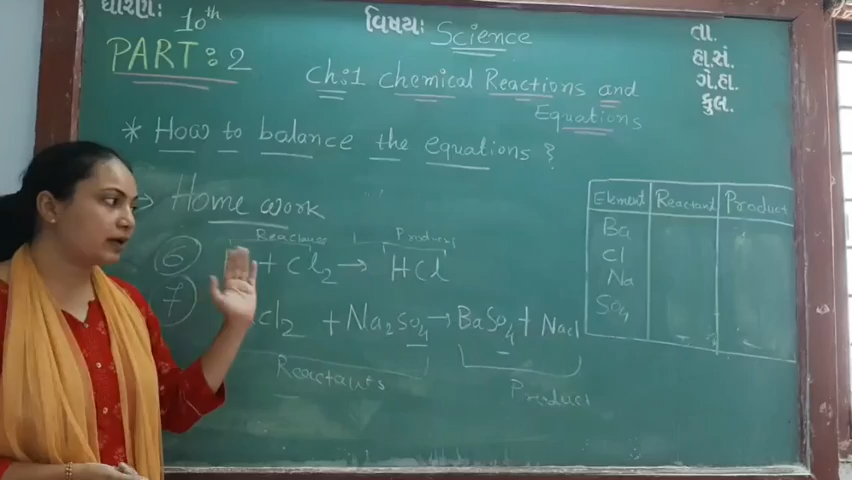 ધોરણઃ 10th
વિષયઃ Science
તા.
હા.સં.
ગે.હા.
કુલ.
PART:2
Ch:1 Chemical Reactions and
Equations
* How to balance the equations ?
→ Home work
Reactants Products
6 + Cl2 → HCl
7 Cl2 + Na2SO4 → BaSO4 + NaCl
Reactants
Product
Element Reactant Product
Ba
Cl
Na
SO4